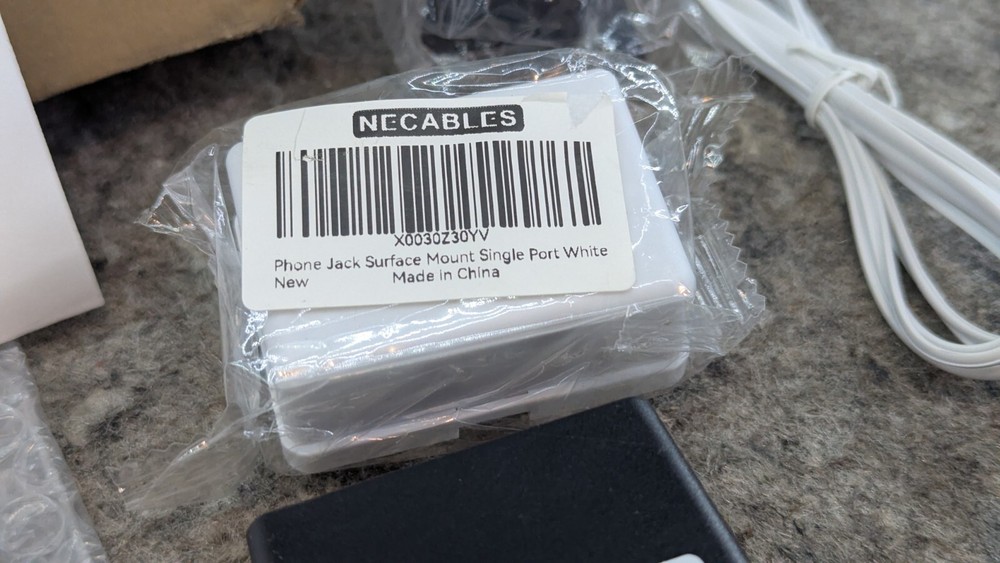 NECABLES
X0030Z30YV
Phone Jack Surface Mount Single Port White
New
Made in China